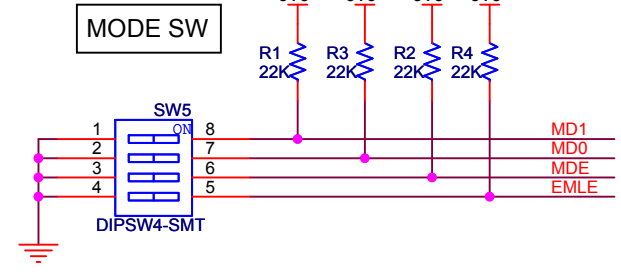 MODE SW
R1
22K
R3
22K
R2
22K
R4
22K
SW5
ON
1
2
3
4
8
7
6
5
MD1
MD0
MDE
EMLE
DIPSW4-SMT